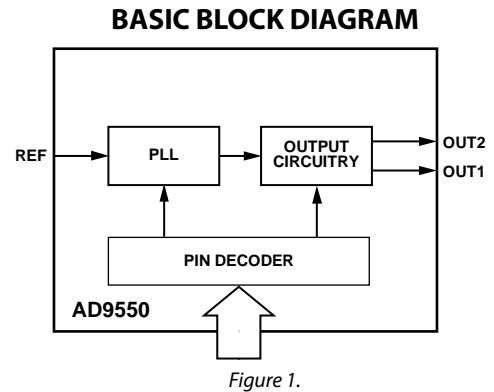 BASIC BLOCK DIAGRAM
REF
PLL
OUTPUT
CIRCUITRY
OUT2
OUT1
PIN DECODER
AD9550
Figure 1.